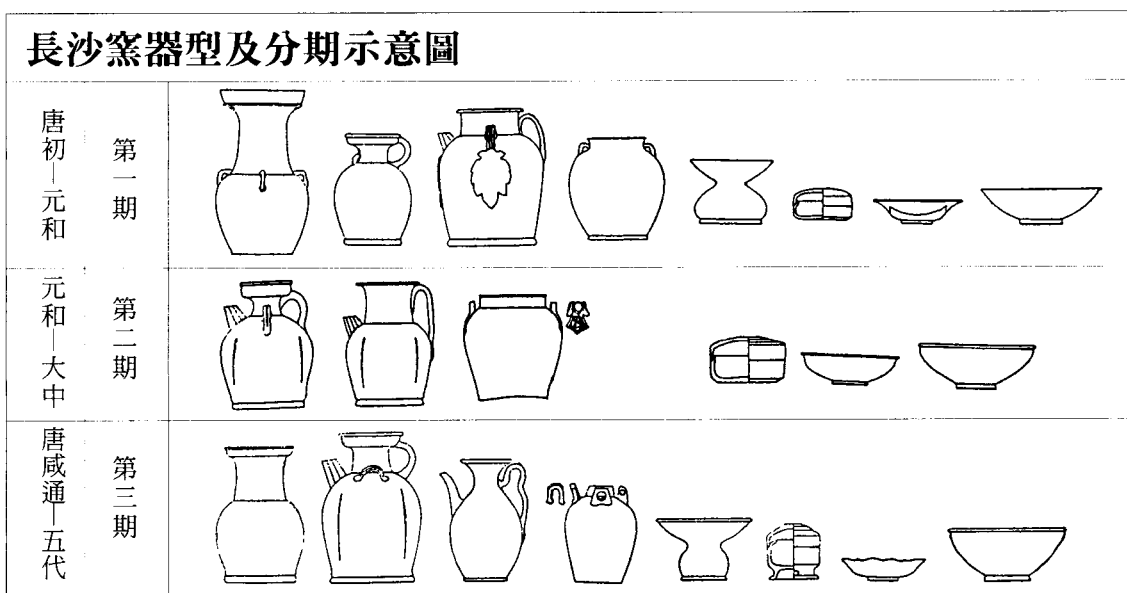 長沙窯器型及分期示意圖
唐初—元和
第一期
元和—大中
第二期
唐咸通—五代
第三期